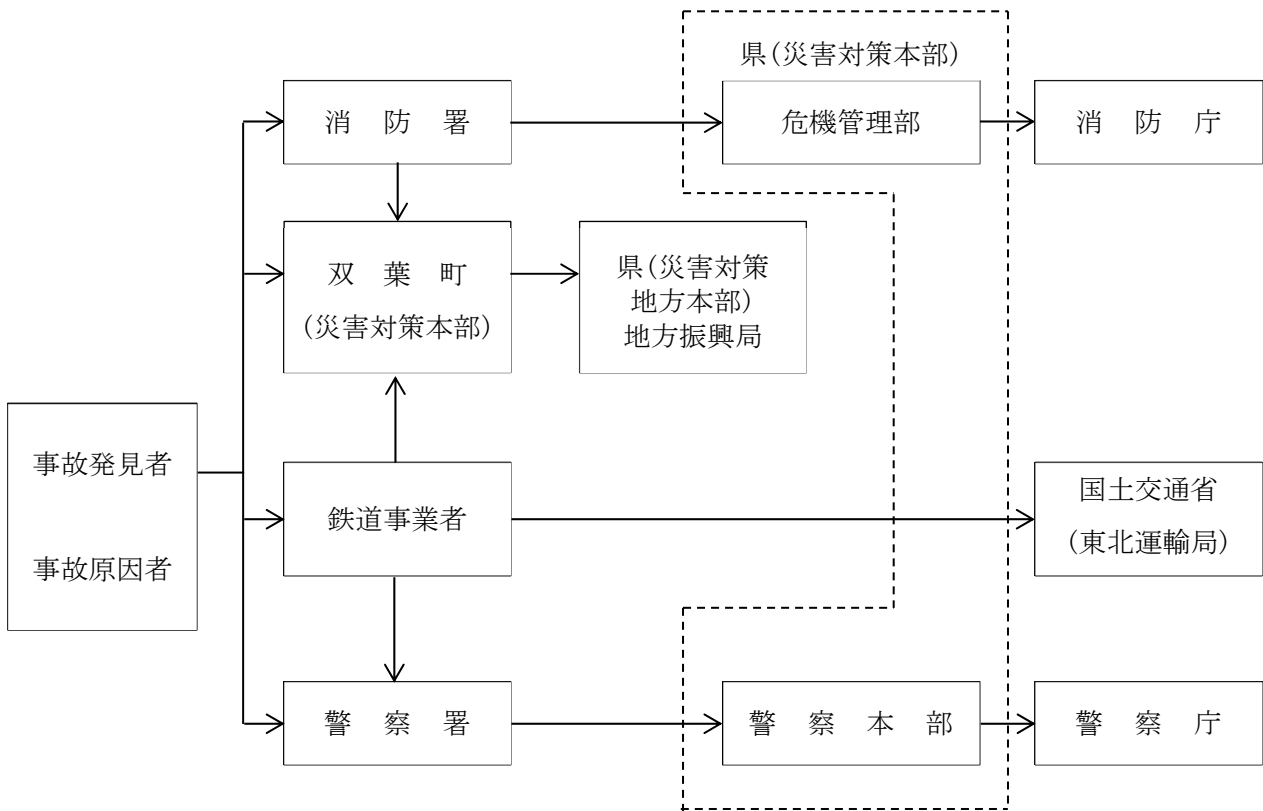 県(災害対策本部)
消防署
危機管理部
消防庁
双葉町
(災害対策本部)
県(災害対策
地方本部)
地方振興局
事故発見者
事故原因者
鉄道事業者
国土交通省
(東北運輸局)
警察署
警察本部
警察庁